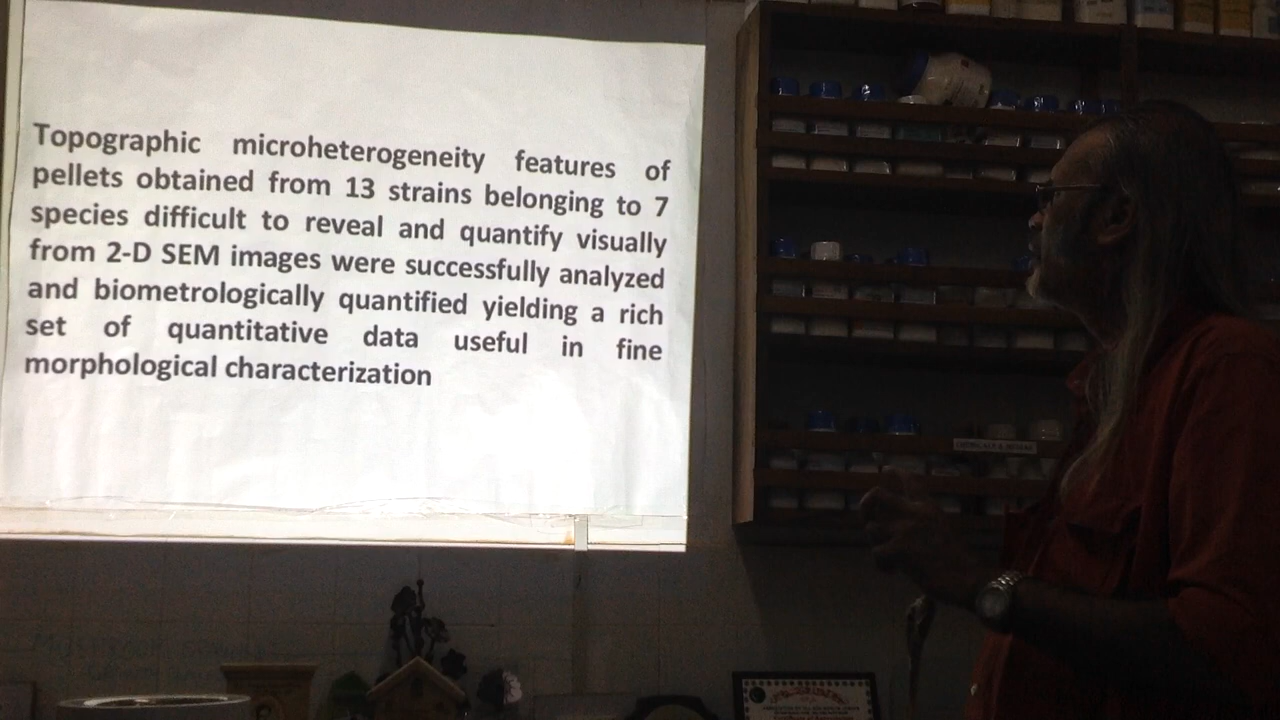 Topographic microheterogeneity features of
pellets obtained from 13 strains belonging to 7
species difficult to reveal and quantify visually
from 2-D SEM images were successfully analyzed
and biometrologically quantified yielding a rich
set of quantitative data useful in fine
morphological characterization